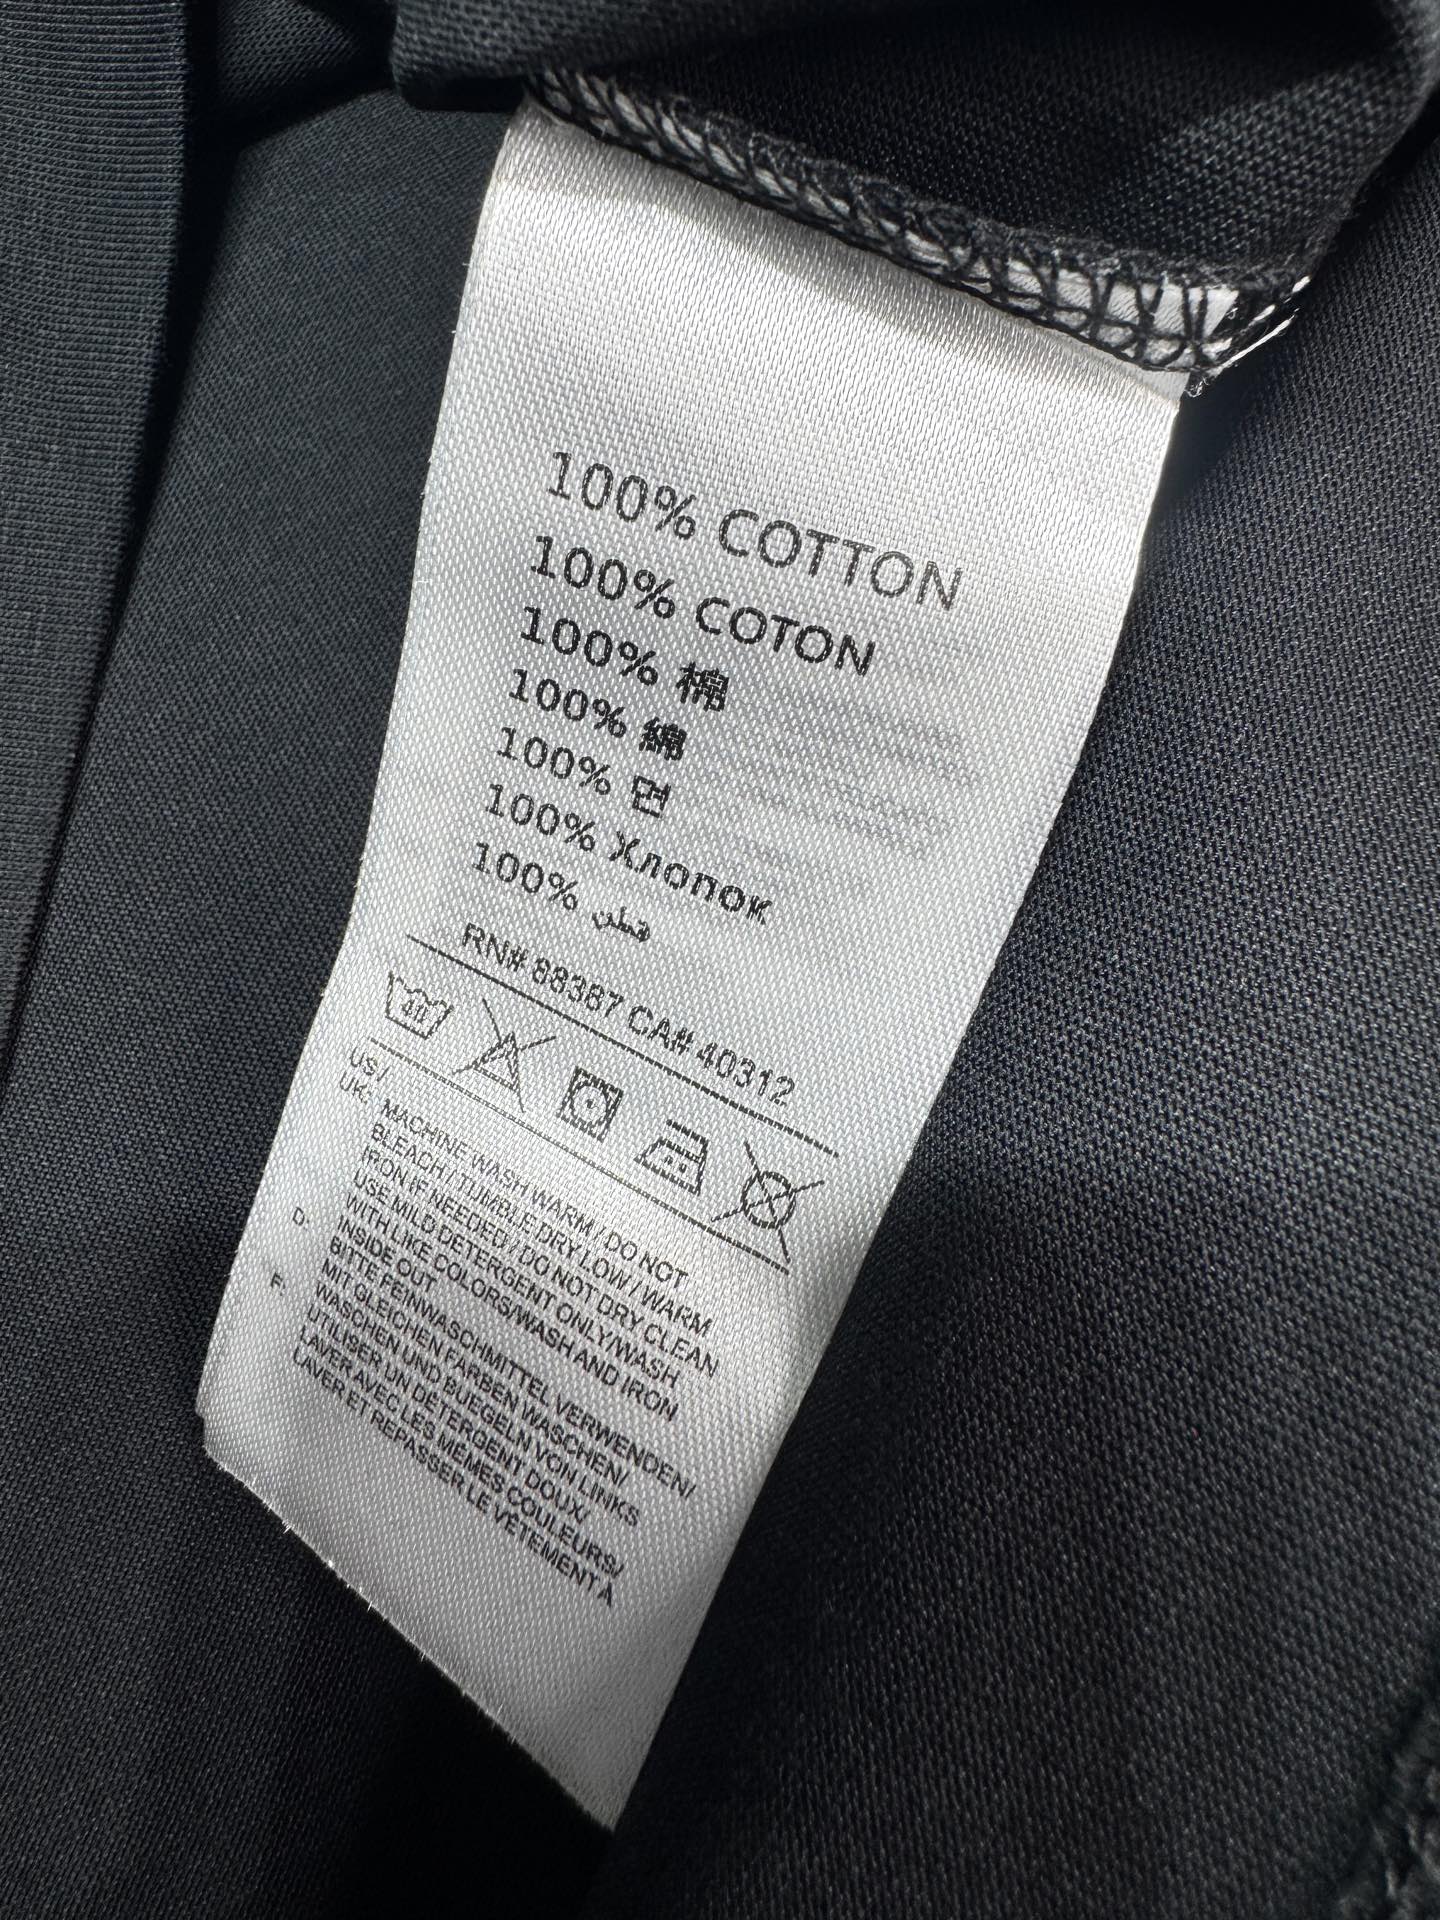 100% COTTON
100% COTON
100% 棉
100% 綿
100% 면
100% Хлопок
100% قطن
RN# 88387 CA# 40312
40
US/
UK: MACHINE WASH WARM / DO NOT
BLEACH / TUMBLE DRY LOW / WARM
IRON IF NEEDED / DO NOT DRY CLEAN
USE MILD DETERGENT ONLY/WASH
WITH LIKE COLORS/WASH AND IRON
INSIDE OUT
D: BITTE FEINWASCHMITTEL VERWENDEN/
MIT GLEICHEN FARBEN WASCHEN/
WASCHEN UND BUEGELN VON LINKS
F: UTILISER UN DÉTERGENT DOUX/
LAVER AVEC LES MÊMES COULEURS/
LAVER ET REPASSER LE VÊTEMENT À